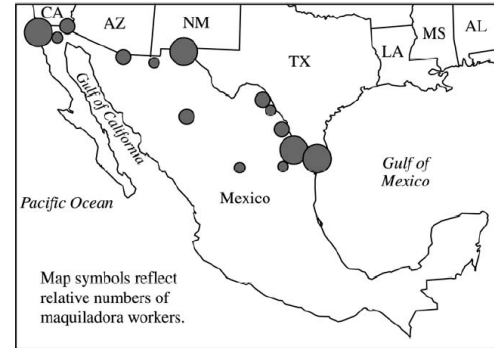 CA
AZ
NM
TX
LA
MS
AL
Gulf of California
Gulf of
Mexico
Pacific Ocean
Mexico
Map symbols reflect
relative numbers of
maquiladora workers.